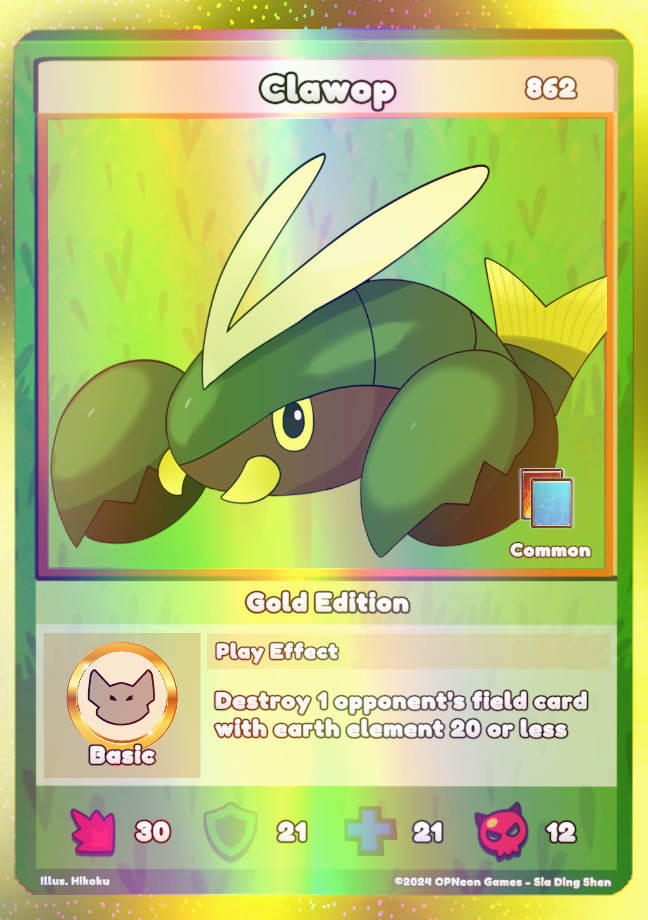 Clawop
862
Common
Gold Edition
Play Effect
Destroy 1 opponent's field card
with earth element 20 or less
Basic
30
21
21
12
Illus. Hikoku
©2024 OPNeon Games - Sia Ding Shen